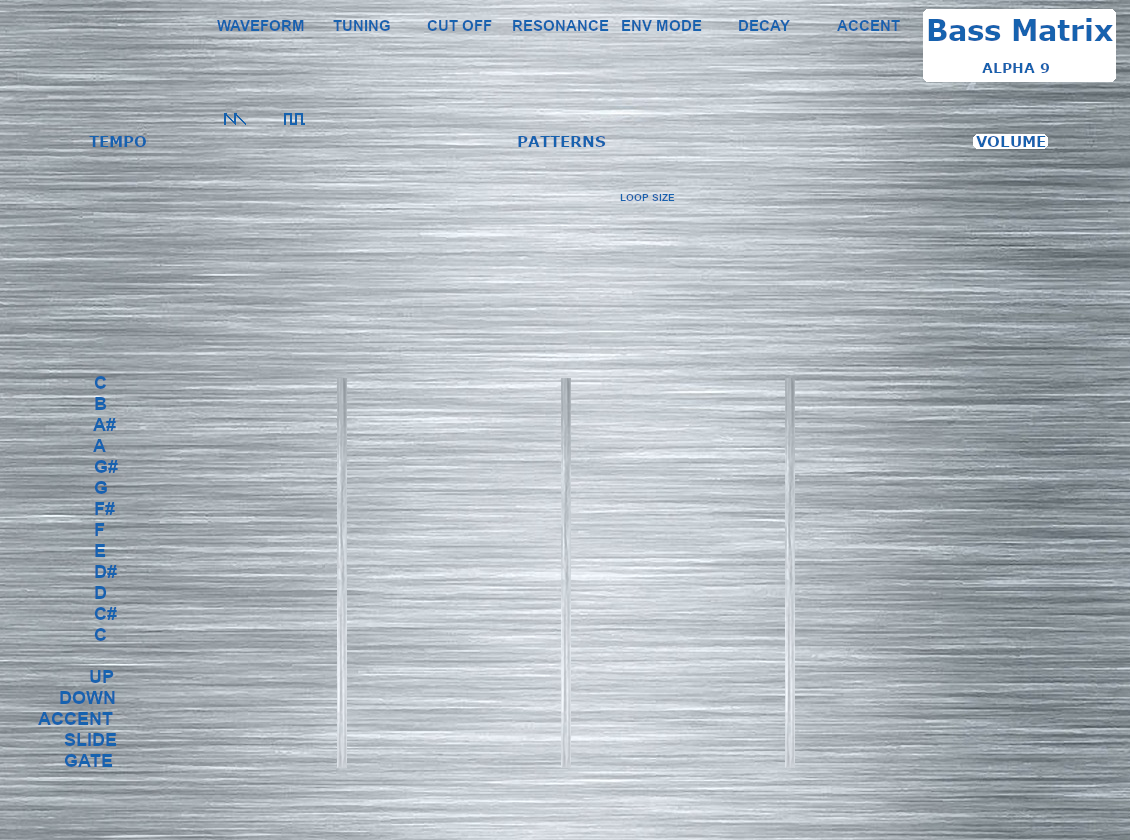 WAVEFORM TUNING CUT OFF RESONANCE ENV MODE DECAY ACCENT
Bass Matrix
ALPHA 9
TEMPO PATTERNS VOLUME
LOOP SIZE
C
B
A#
A
G#
G
F#
F
E
D#
D
C#
C
UP
DOWN
ACCENT
SLIDE
GATE